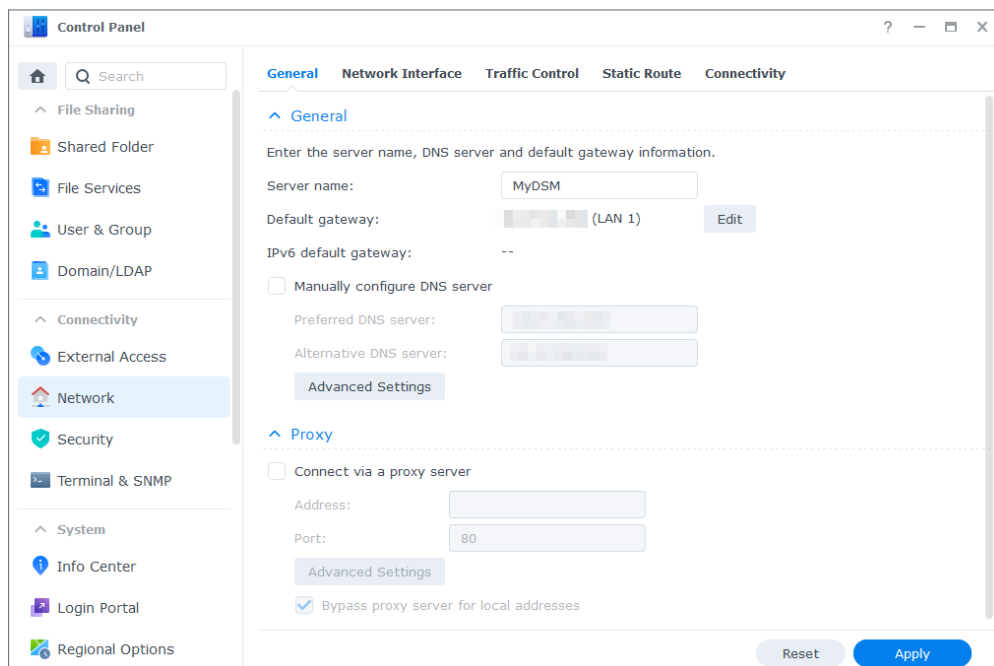 Control Panel
?
Search
General Network Interface Traffic Control Static Route Connectivity
File Sharing
Shared Folder
File Services
User & Group
Domain/LDAP
Connectivity
External Access
Network
Security
Terminal & SNMP
System
Info Center
Login Portal
Regional Options
General
Enter the server name, DNS server and default gateway information.
Server name: MyDSM
Default gateway: (LAN 1) Edit
IPv6 default gateway: --
Manually configure DNS server
Preferred DNS server:
Alternative DNS server:
Advanced Settings
Proxy
Connect via a proxy server
Address:
Port: 80
Advanced Settings
Bypass proxy server for local addresses
Reset Apply